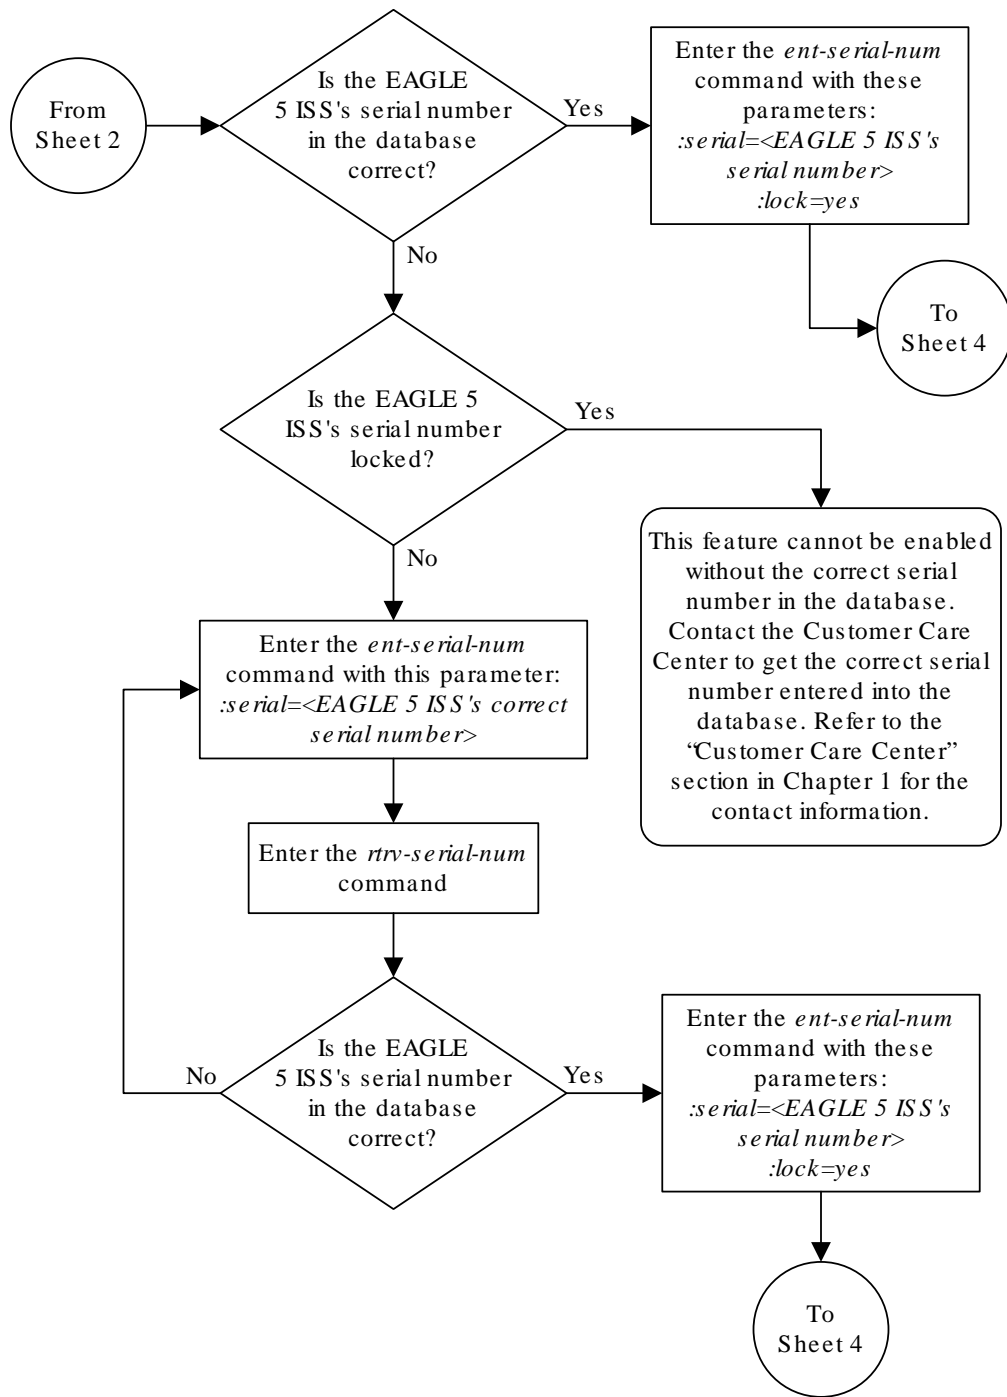 From
Sheet 2
Is the EAGLE
5 ISS's serial number
in the database
correct?
Yes
Enter the ent-serial-num
command with these
parameters:
:serial=<EAGLE 5 ISS's
serial number>
:lock=yes
To
Sheet 4
No
Is the EAGLE 5
ISS's serial number
locked?
Yes
This feature cannot be enabled
without the correct serial
number in the database.
Contact the Customer Care
Center to get the correct serial
number entered into the
database. Refer to the
“Customer Care Center”
section in Chapter 1 for the
contact information.
No
Enter the ent-serial-num
command with this parameter:
:serial=<EAGLE 5 ISS's correct
serial number>
Enter the rtrv-serial-num
command
Is the EAGLE
5 ISS's serial number
in the database
correct?
No
Yes
Enter the ent-serial-num
command with these
parameters:
:serial=<EAGLE 5 ISS's
serial number>
:lock=yes
To
Sheet 4